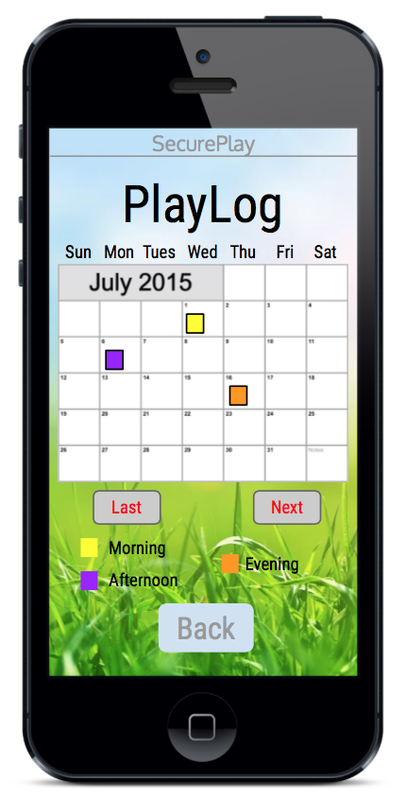 SecurePlay
PlayLog
Sun Mon Tues Wed Thu Fri Sat
July 2015
1 2 3 4
5 6 7 8 9 10 11
12 13 14 15 16 17 18
19 20 21 22 23 24 25
26 27 28 29 30 31 Notes:
Last Next
Morning
Evening
Afternoon
Back